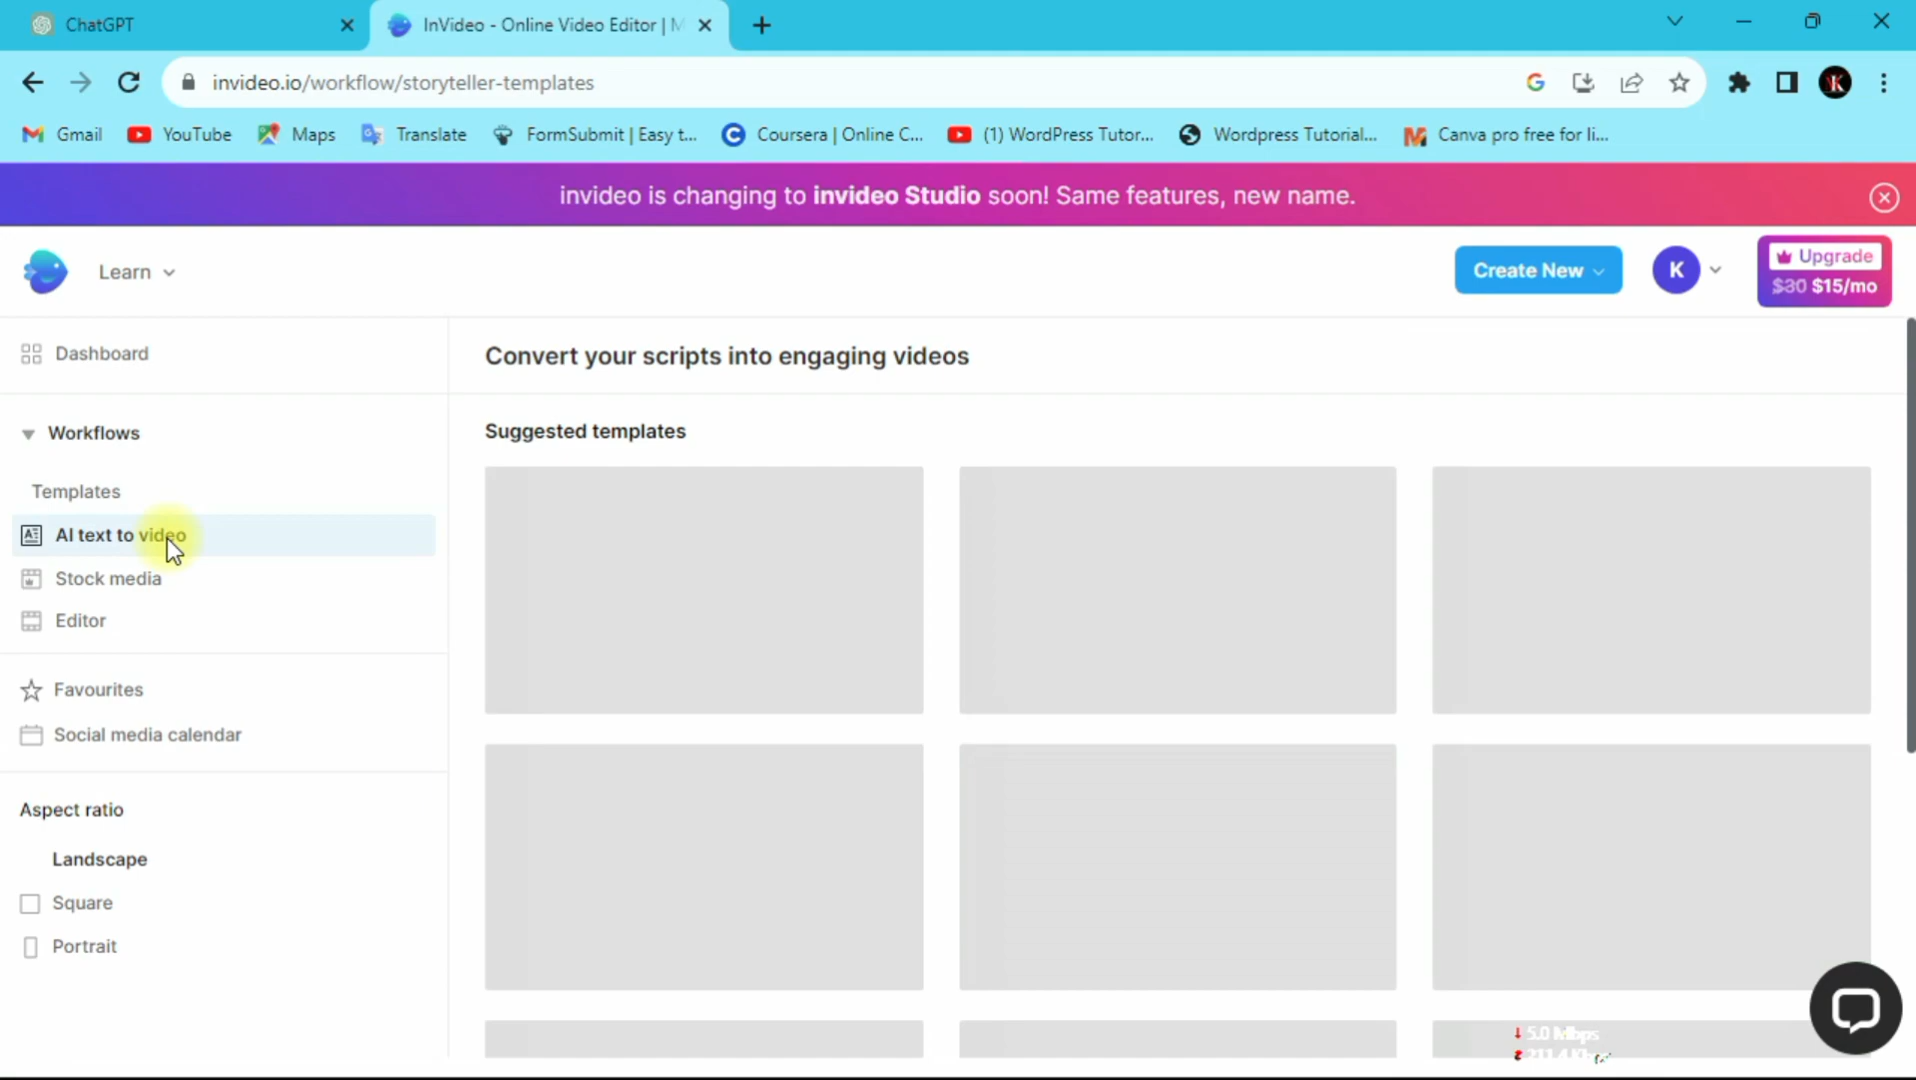 ChatGPT
InVideo - Online Video Editor | M
invideo.io/workflow/storyteller-templates
Gmail YouTube Maps Translate FormSubmit | Easy t... Coursera | Online C... (1) WordPress Tutor... Wordpress Tutorial... Canva pro free for li...
invideo is changing to invideo Studio soon! Same features, new name.
Learn
Create New
K
Upgrade
$30 $15/mo
Dashboard
Convert your scripts into engaging videos
Workflows
Suggested templates
Templates
AI text to video
Stock media
Editor
Favourites
Social media calendar
Aspect ratio
Landscape
Square
Portrait
5.0 Mbps